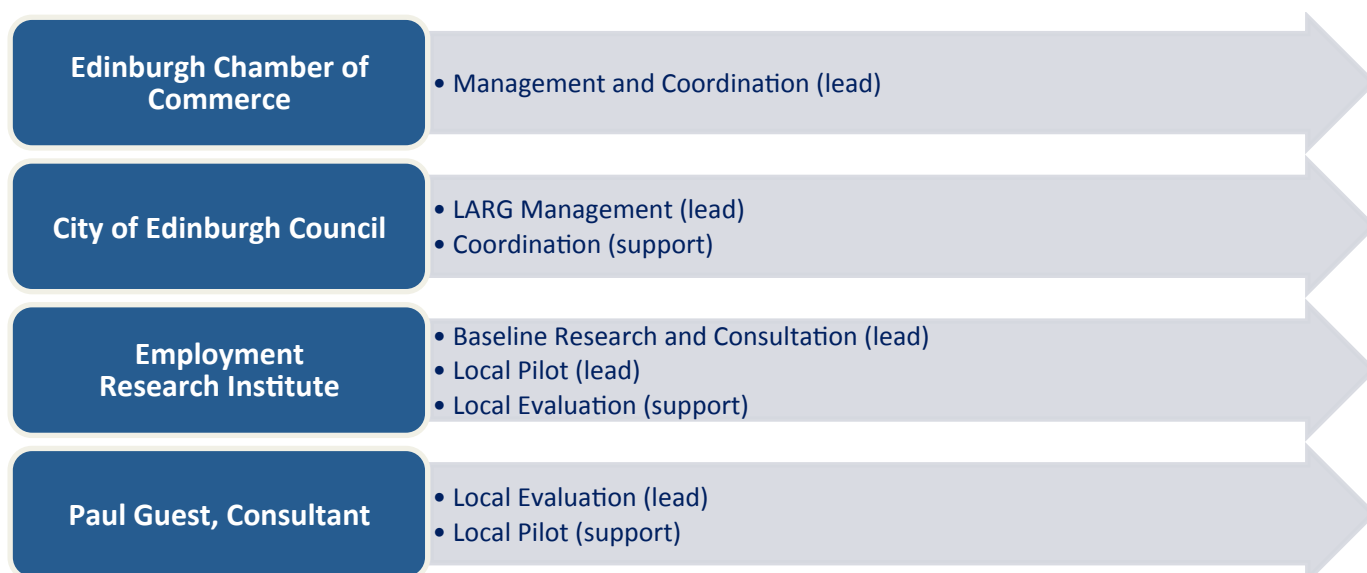 Edinburgh Chamber of
Commerce
• Management and Coordination (lead)
City of Edinburgh Council
• LARG Management (lead)
• Coordination (support)
Employment
Research Institute
• Baseline Research and Consultation (lead)
• Local Pilot (lead)
• Local Evaluation (support)
Paul Guest, Consultant
• Local Evaluation (lead)
• Local Pilot (support)